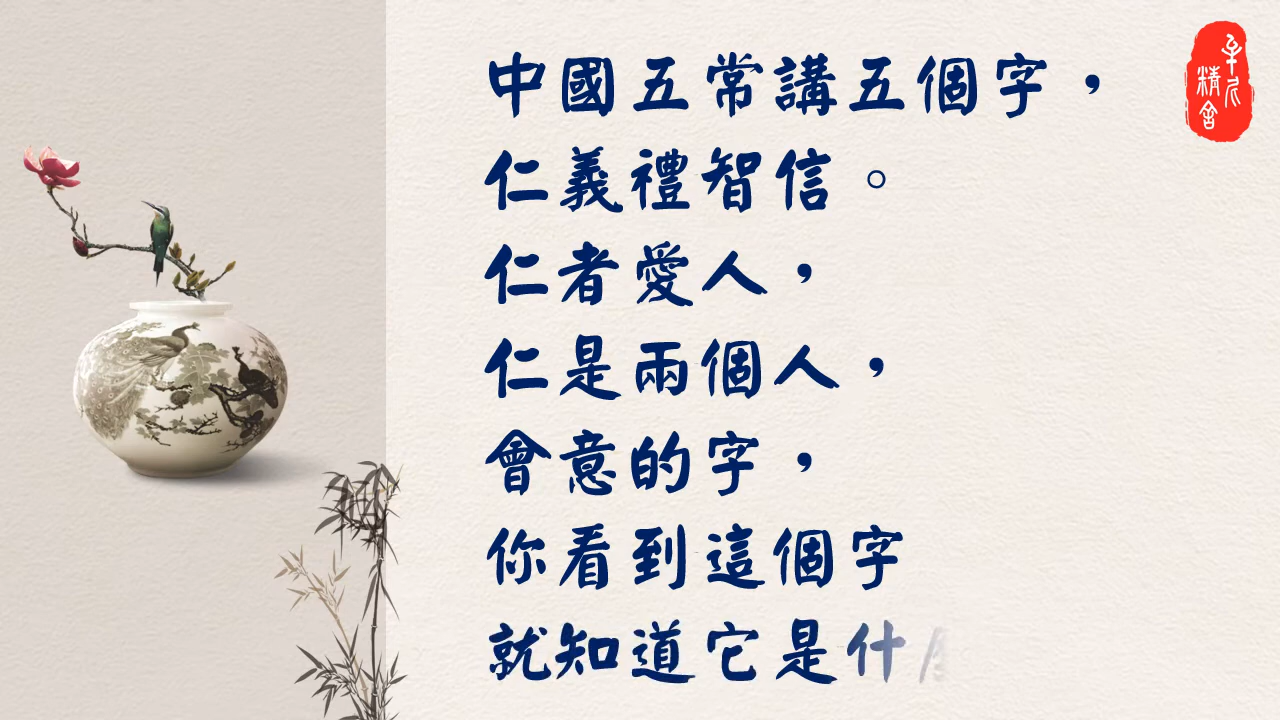 中國五常講五個字，
仁義禮智信。
仁者愛人，
仁是兩個人，
會意的字，
你看到這個字
就知道它是什
精舍